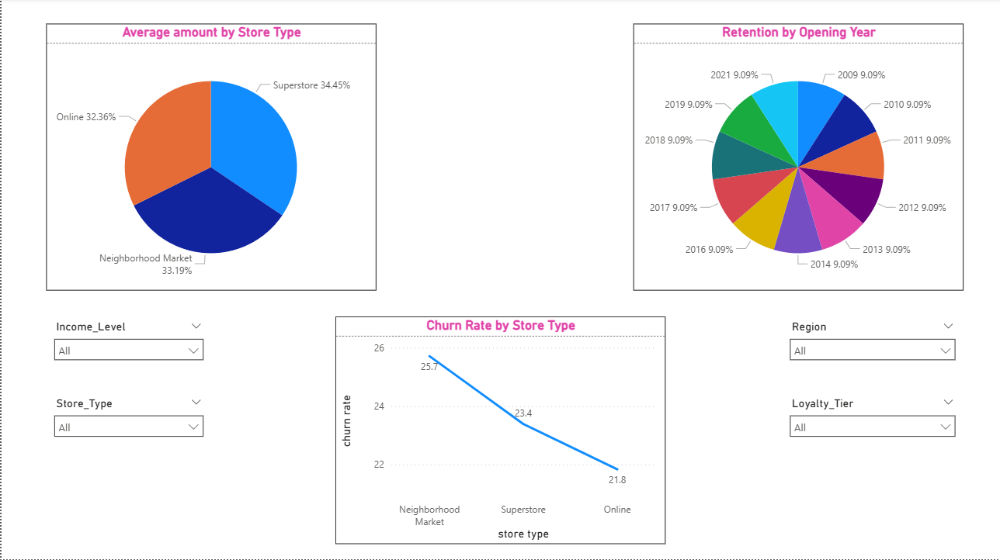 Average amount by Store Type
Superstore 34.45%
Online 32.36%
Neighborhood Market
33.19%
Retention by Opening Year
2021 9.09%
2009 9.09%
2019 9.09%
2010 9.09%
2018 9.09%
2011 9.09%
2017 9.09%
2012 9.09%
2016 9.09%
2013 9.09%
2014 9.09%
Income_Level
All
Store_Type
All
Churn Rate by Store Type
churn rate
26
24
22
25.7
23.4
21.8
Neighborhood
Market
Superstore
Online
store type
Region
All
Loyalty_Tier
All